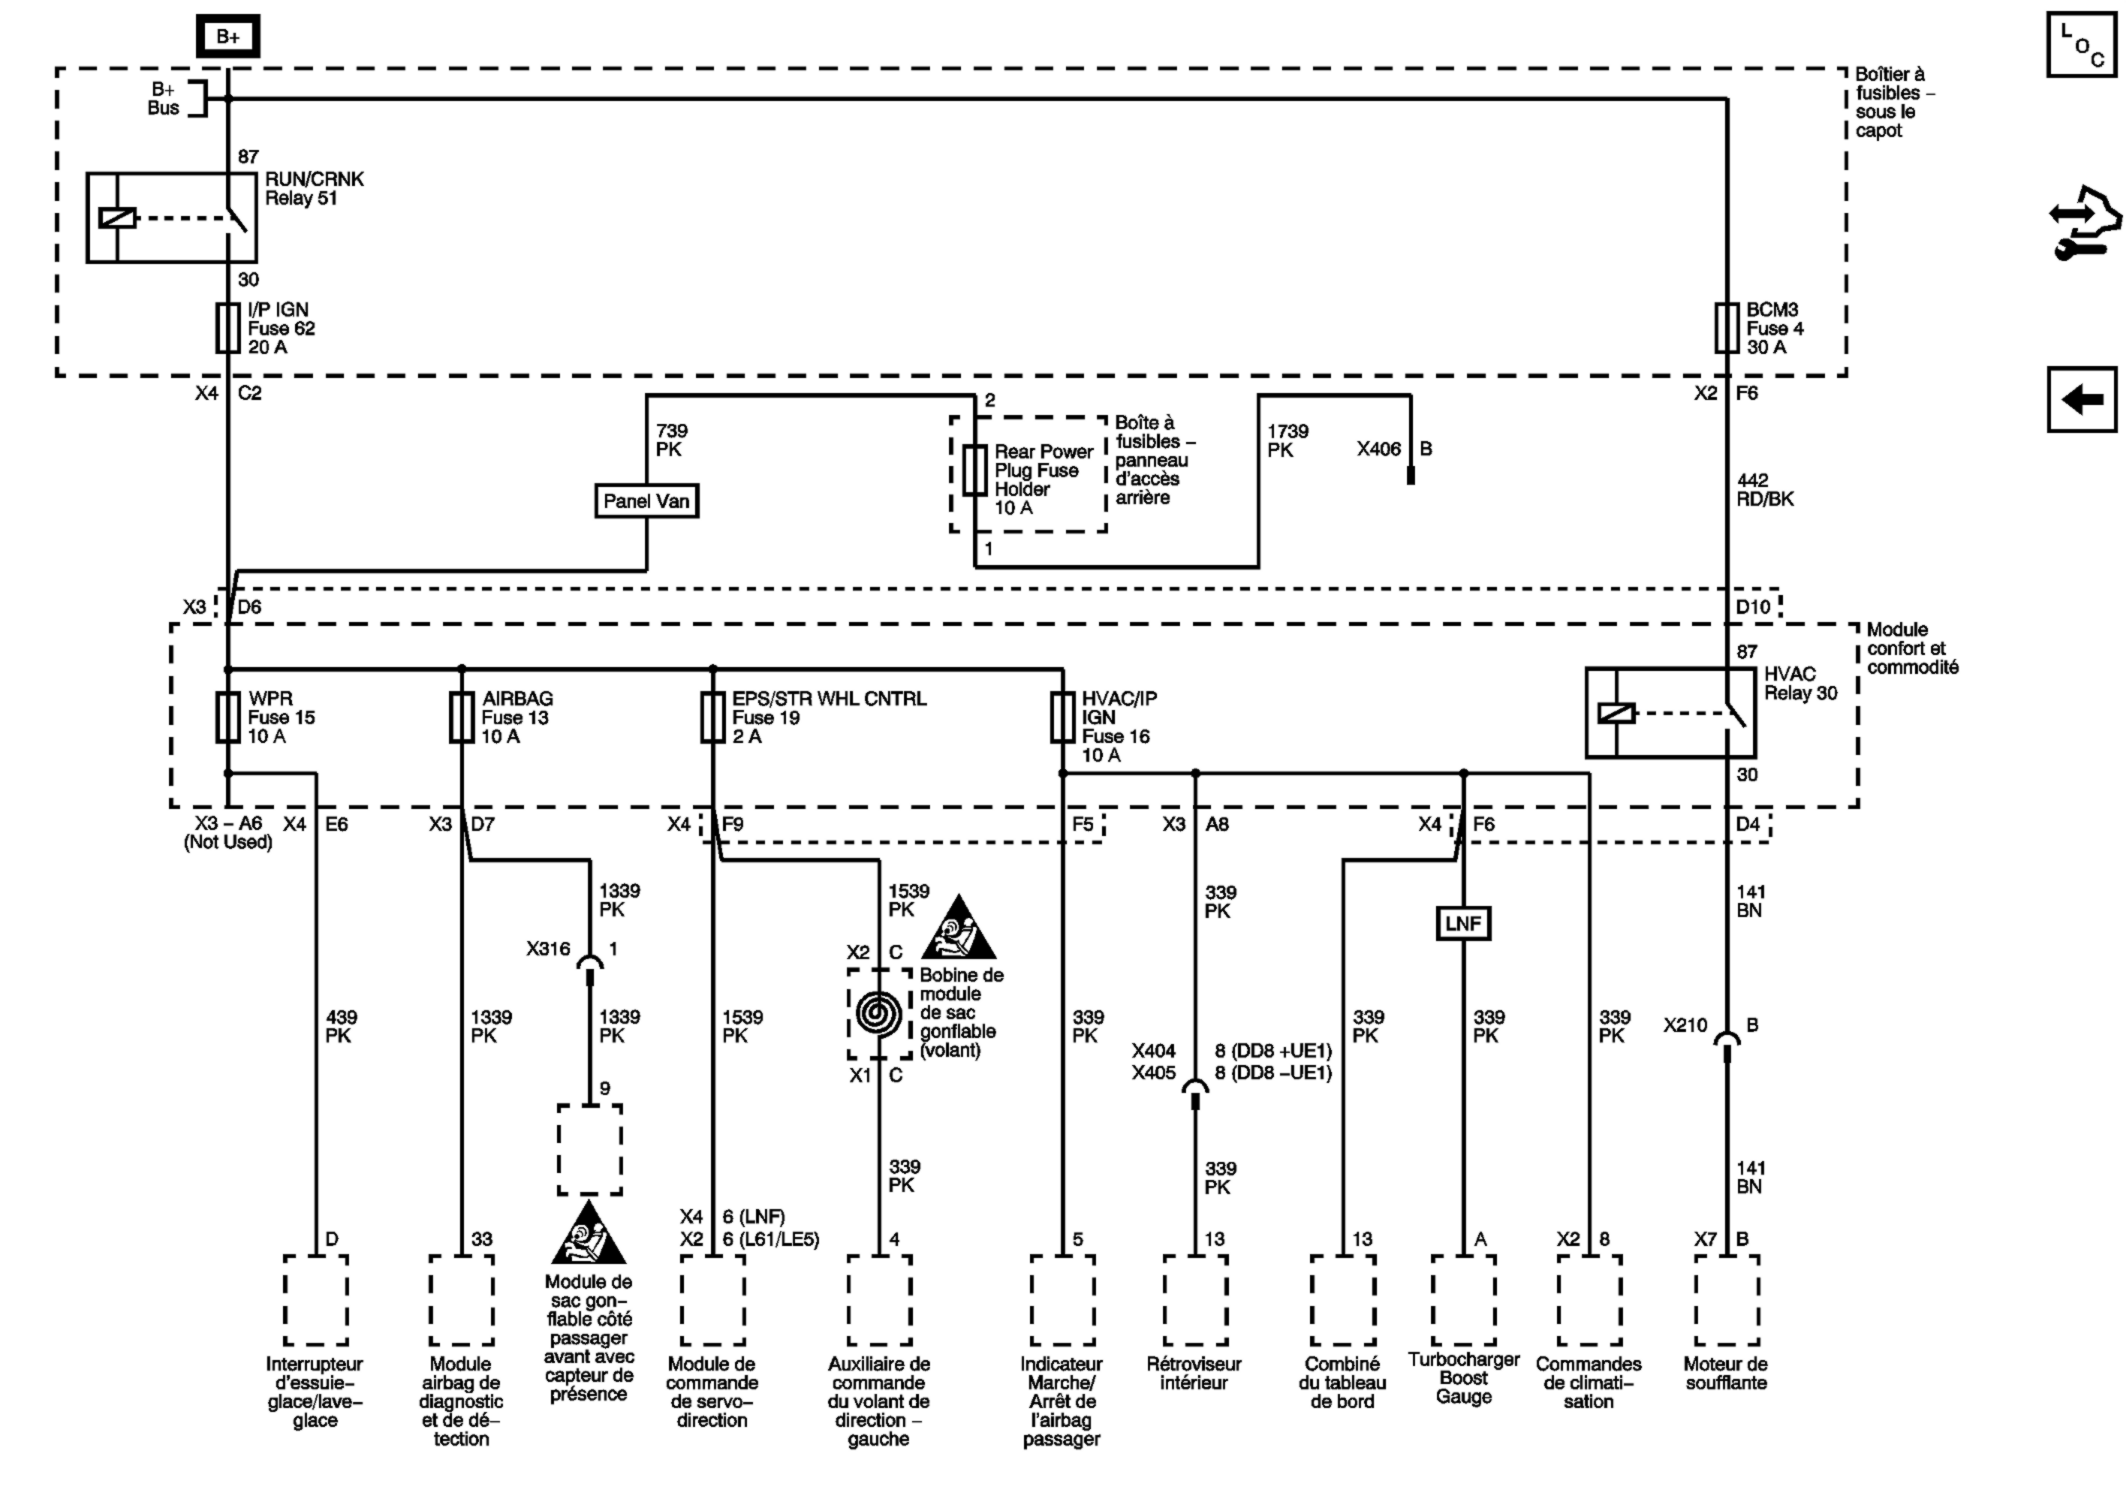 B+
L
O
C
B+
Bus
Boîtier à
fusibles –
sous le
capot
87
RUN/CRNK
Relay 51
30
I/P IGN
Fuse 62
20 A
BCM3
Fuse 4
30 A
X4 C2
X2 F6
739
PK
Panel Van
2
Rear Power
Plug Fuse
Holder
10 A
1
Boîte à
fusibles –
panneau
d'accès
arrière
1739
PK
X406 B
442
RD/BK
X3 D6
D10
Module
confort et
commodité
87
HVAC
Relay 30
30
WPR
Fuse 15
10 A
AIRBAG
Fuse 13
10 A
EPS/STR WHL CNTRL
Fuse 19
2 A
HVAC/IP
IGN
Fuse 16
10 A
X3 – A6
(Not Used)
X4 E6
X3 D7
X4 F9
F5
X3 A8
X4 F6
D4
1339
PK
1539
PK
339
PK
LNF
141
BN
X316 1
X2 C
Bobine de
module
de sac
gonflable
(volant)
X1 C
439
PK
1339
PK
1339
PK
1539
PK
339
PK
X404 8 (DD8 +UE1)
X405 8 (DD8 –UE1)
339
PK
339
PK
339
PK
X210 B
9
339
PK
339
PK
141
BN
X4 6 (LNF)
X2 6 (L61/LE5)
D
33
4
5
13
13
A
X2 8
X7 B
Interrupteur
d'essuie–
glace/lave–
glace
Module
airbag de
diagnostic
et de dé–
tection
Module de
sac gon–
flable côté
passager
avant avec
capteur de
présence
Module de
commande
de servo–
direction
Auxiliaire de
commande
du volant de
direction –
gauche
Indicateur
Marche/
Arrêt de
l'airbag
passager
Rétroviseur
intérieur
Combiné
du tableau
de bord
Turbocharger
Boost
Gauge
Commandes
de climati–
sation
Moteur de
soufflante